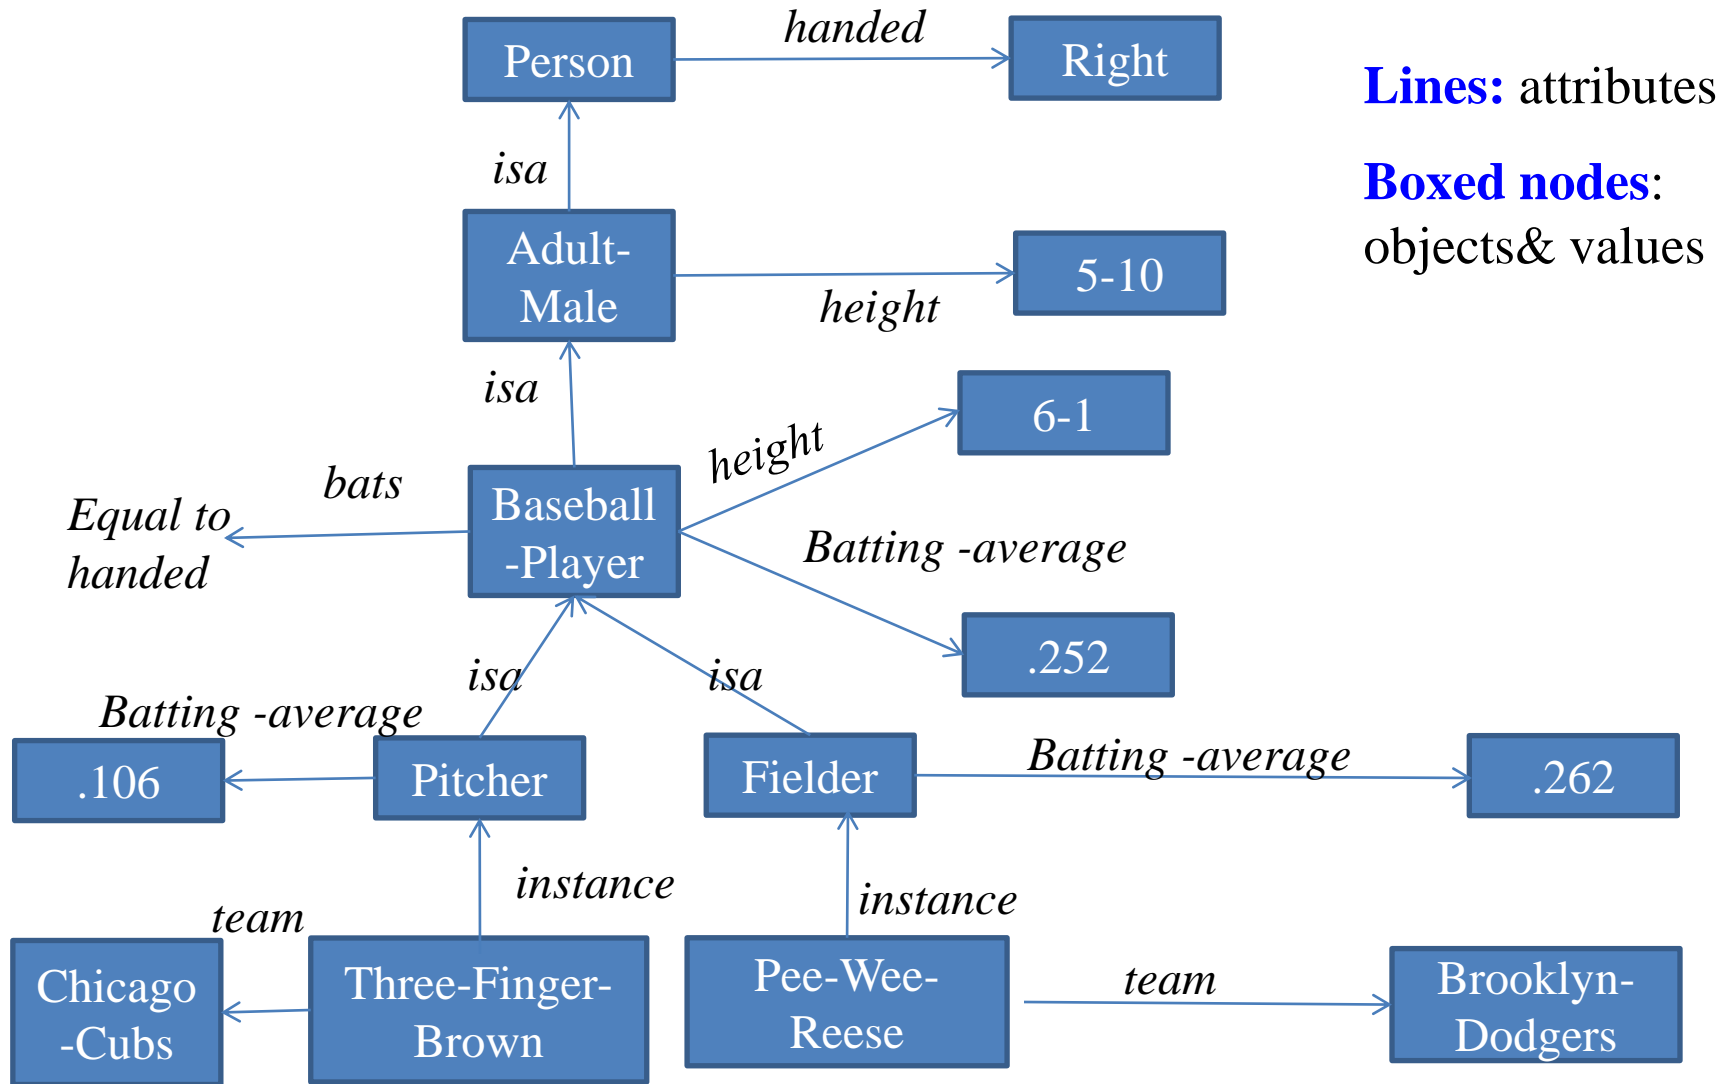 handed
Person
Right
Lines: attributes
isa
Boxed nodes:
objects& values
Adult-
Male
5-10
height
isa
6-1
height
bats
Equal to
handed
Baseball
-Player
Batting -average
.252
isa
isa
Batting -average
.106
Pitcher
Fielder
Batting -average
.262
instance
instance
team
Chicago
-Cubs
Three-Finger-
Brown
Pee-Wee-
Reese
team
Brooklyn-
Dodgers